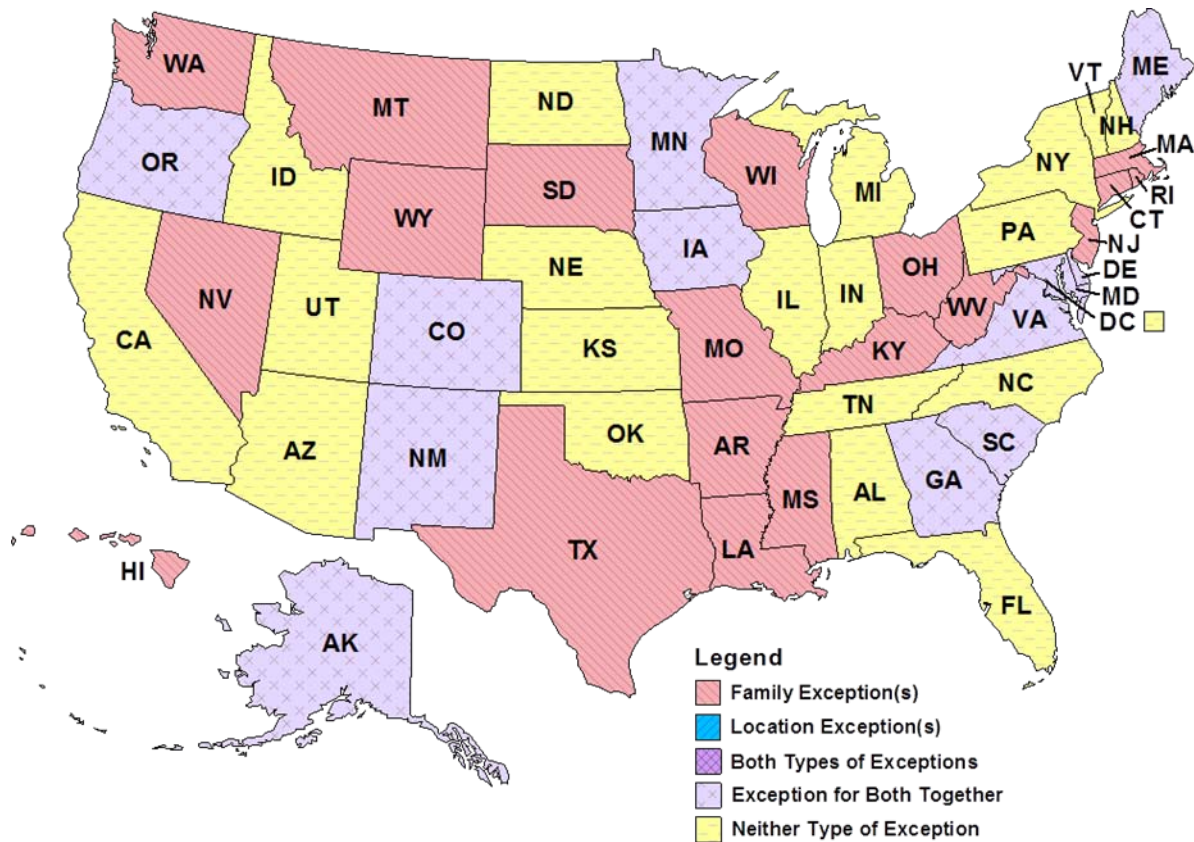 WA
MT
ND
MN
ME
VT
NH
MA
OR
ID
SD
WI
NY
RI
CT
WY
MI
IA
PA
NJ
NE
OH
DE
NV
UT
IL
IN
MD
CO
WV
VA
DC
CA
KS
MO
KY
NC
TN
AZ
NM
OK
AR
SC
MS
AL
GA
TX
LA
HI
FL
AK
Legend
Family Exception(s)
Location Exception(s)
Both Types of Exceptions
Exception for Both Together
Neither Type of Exception